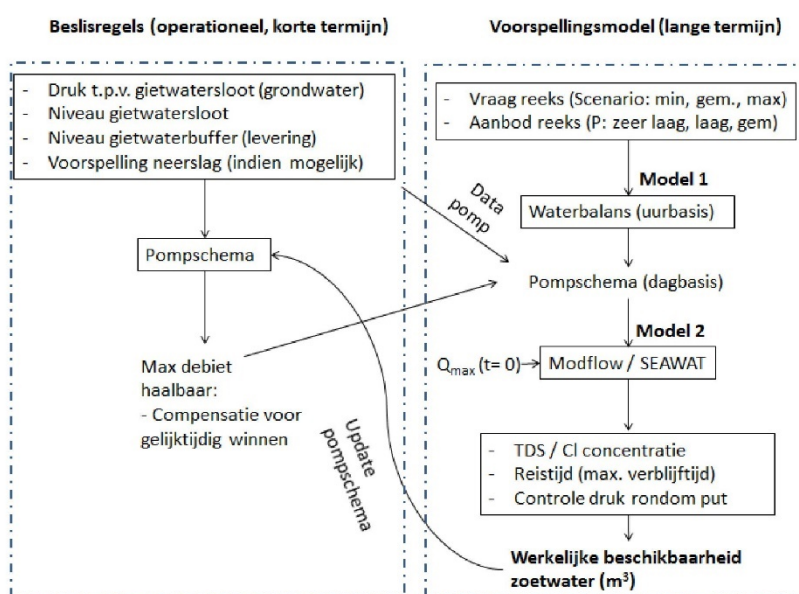 Beslisregels (operationeel, korte termijn)
- Druk t.p.v. gietwatersloot (grondwater)
- Niveau gietwatersloot
- Niveau gietwaterbuffer (levering)
- Voorspelling neerslag (indien mogelijk)
Pompschema
Max debiet
haalbaar:
- Compensatie voor
gelijktijdig winnen
Data
pomp
Update
pompschema
Voorspellingsmodel (lange termijn)
- Vraag reeks (Scenario: min, gem., max)
- Aanbod reeks (P: zeer laag, laag, gem)
Model 1
Waterbalans (uurbasis)
Pompschema (dagbasis)
Model 2
Qmax (t= 0)
Modflow / SEAWAT
- TDS / Cl concentratie
- Reistijd (max. verblijftijd)
- Controle druk rondom put
Werkelijke beschikbaarheid
zoetwater (m³)